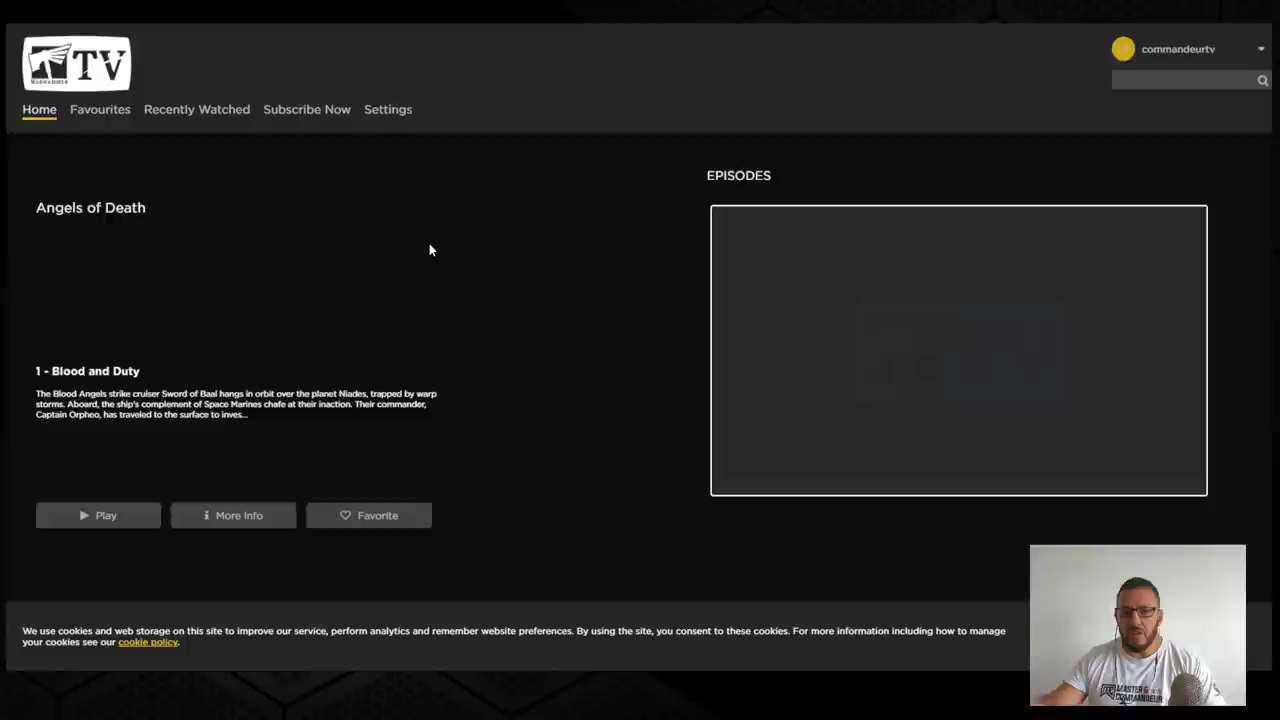 WARHAMMER TV
commandeurtv
Home Favourites Recently Watched Subscribe Now Settings
EPISODES
Angels of Death
1 - Blood and Duty
The Blood Angels strike cruiser Sword of Baal hangs in orbit over the planet Niades, trapped by warp
storms. Aboard, the ship's complement of Space Marines chafe at their inaction. Their commander,
Captain Orpheo, has traveled to the surface to inves...
Play More Info Favorite
We use cookies and web storage on this site to improve our service, perform analytics and remember website preferences. By using the site, you consent to these cookies. For more information including how to manage
your cookies see our cookie policy.
MASTER
COMMANDEUR